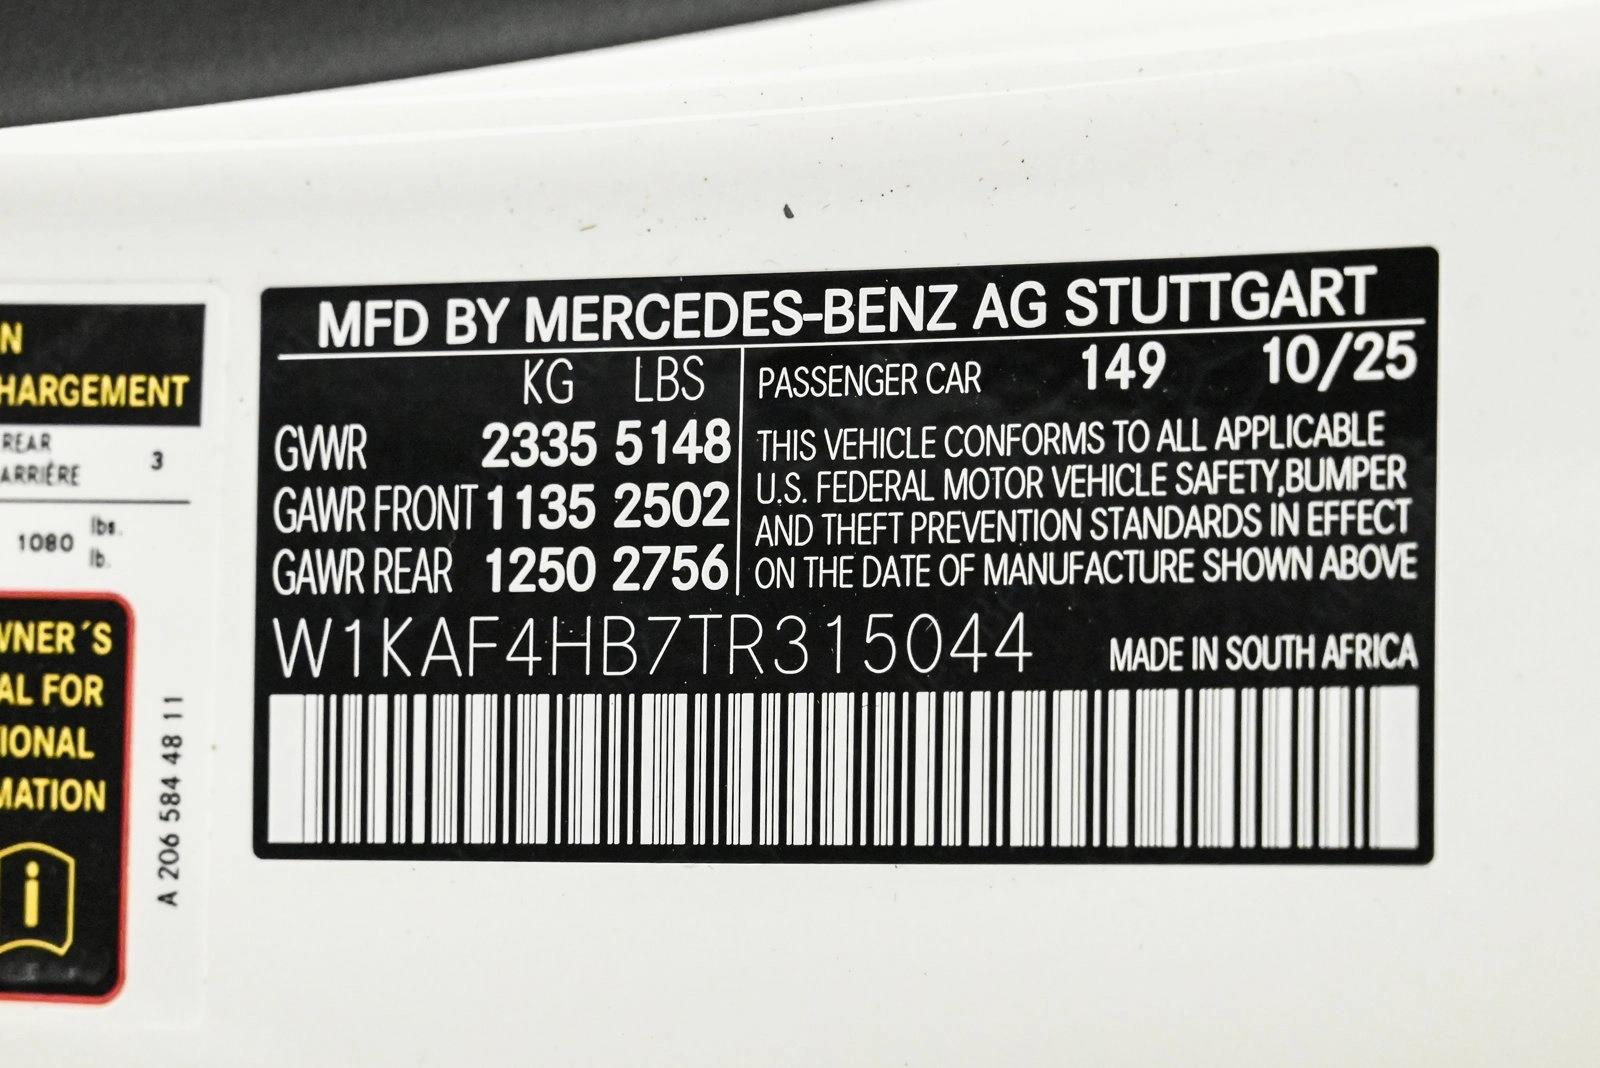 MFD BY MERCEDES-BENZ AG STUTTGART
KG LBS
GVWR 2335 5148
GAWR FRONT 1135 2502
GAWR REAR 1250 2756
PASSENGER CAR 149 10/25
THIS VEHICLE CONFORMS TO ALL APPLICABLE
U.S. FEDERAL MOTOR VEHICLE SAFETY,BUMPER
AND THEFT PREVENTION STANDARDS IN EFFECT
ON THE DATE OF MANUFACTURE SHOWN ABOVE
W1KAF4HB7TR315044
MADE IN SOUTH AFRICA
N
HARGEMENT
REAR
ARRIÈRE 3
1080 lbs.
lb.
WNER´S
AL FOR
IONAL
MATION
i
A 206 584 48 11